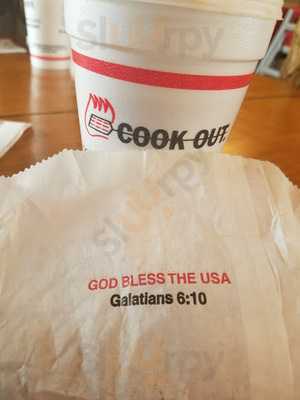 COOK OUT.
GOD BLESS THE USA
Galatians 6:10